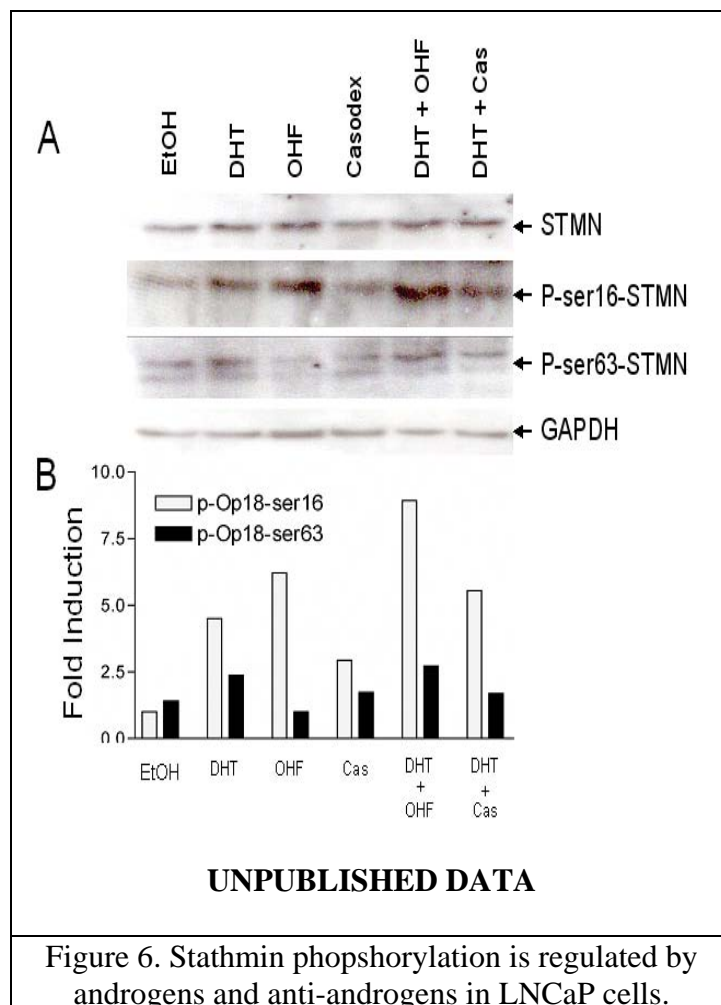 A
EtOH
DHT
OHF
Casodex
DHT + OHF
DHT + Cas
STMN
P-ser16-STMN
P-ser63-STMN
GAPDH
B
10.0
7.5
5.0
2.5
0.0
Fold Induction
p-Op18-ser16
p-Op18-ser63
EtOH
DHT
OHF
Cas
DHT
+
OHF
DHT
+
Cas
UNPUBLISHED DATA
Figure 6. Stathmin phopshorylation is regulated by
androgens and anti-androgens in LNCaP cells.